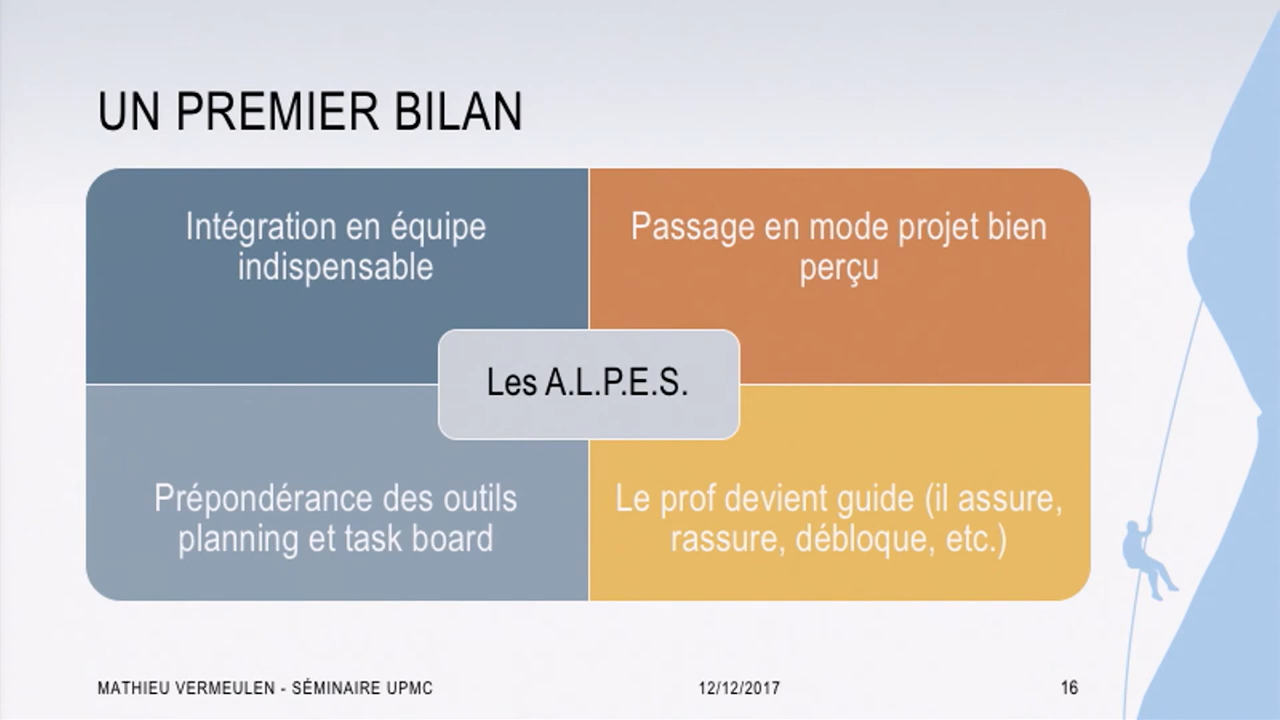 UN PREMIER BILAN
Intégration en équipe
indispensable
Passage en mode projet bien
perçu
Les A.L.P.E.S.
Prépondérance des outils
planning et task board
Le prof devient guide (il assure,
rassure, débloque, etc.)
MATHIEU VERMEULEN - SÉMINAIRE UPMC
12/12/2017
16